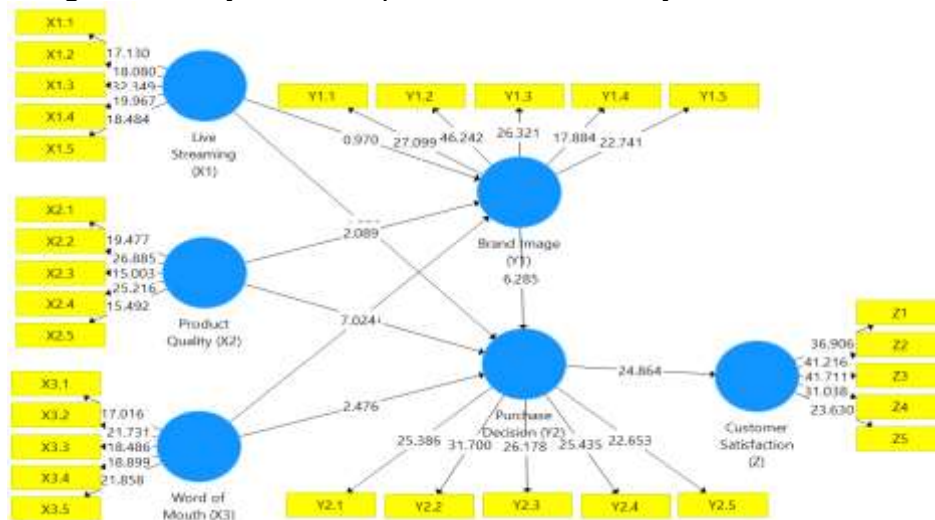 X1.1
X1.2
X1.3
X1.4
X1.5
17.130
18.080
32.349
19.967
18.484
Live
Streaming
(X1)
Y1.1
Y1.2
Y1.3
Y1.4
Y1.5
0.970
27.099
46.242
26.321
17.884
22.741
Brand Image
(Y1)
X2.1
X2.2
X2.3
X2.4
X2.5
19.477
26.885
15.003
25.216
15.492
Product
Quality (X2)
2.089
6.285
7.024
X3.1
X3.2
X3.3
X3.4
X3.5
17.016
21.731
18.486
18.899
21.858
Word of
Mouth (X3)
2.476
Purchase
Decision (Y2)
24.864
25.386
31.700
26.178
25.435
22.653
Y2.1
Y2.2
Y2.3
Y2.4
Y2.5
Customer
Satisfaction
(Z)
36.906
41.216
41.711
31.038
23.630
Z1
Z2
Z3
Z4
Z5